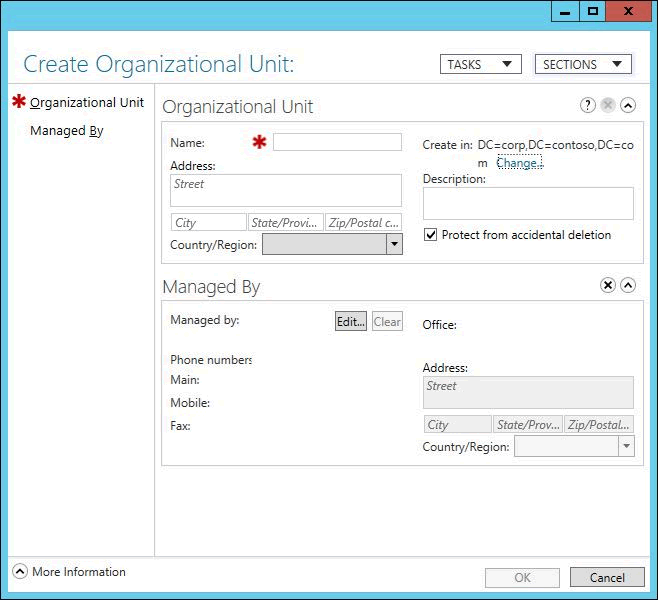 Create Organizational Unit:
TASKS
SECTIONS
Organizational Unit
Managed By
Organizational Unit
Name:
Create in: DC=corp,DC=contoso,DC=co
m Change...
Address:
Street
Description:
City State/Provi... Zip/Postal c...
Country/Region:
Protect from accidental deletion
Managed By
Managed by:
Edit... Clear
Office:
Phone numbers
Main:
Mobile:
Fax:
Address:
Street
City State/Prov... Zip/Postal...
Country/Region:
More Information
OK
Cancel